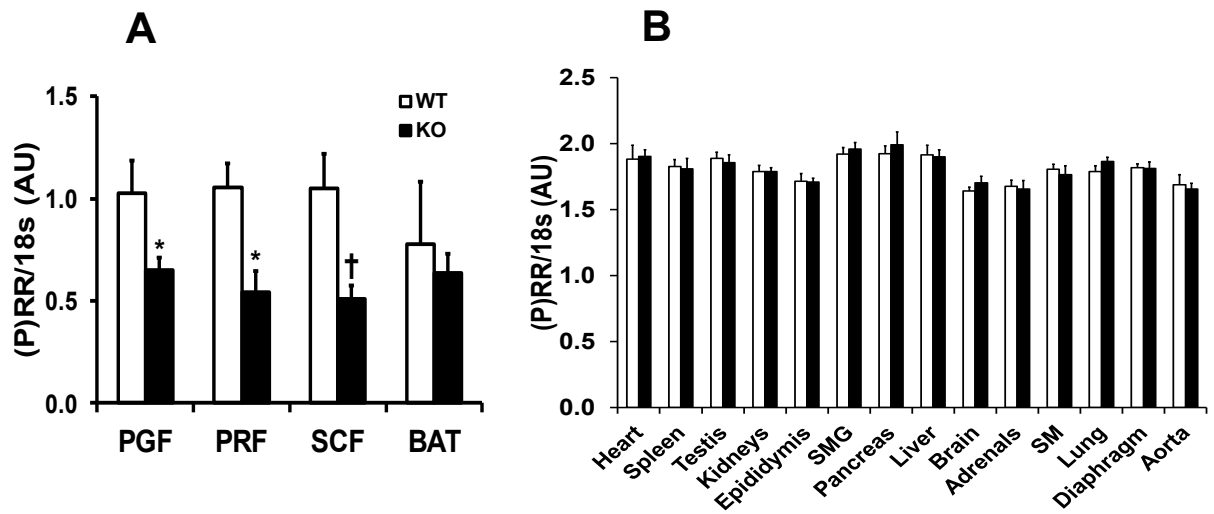 A
(P)RR/18s (AU)
1.5
1.0
0.5
0.0
WT
KO
*
*
†
PGF PRF SCF BAT
B
(P)RR/18s (AU)
2.5
2.0
1.5
1.0
0.5
0.0
Heart
Spleen
Testis
Kidneys
Epididymis
SMG
Pancreas
Liver
Brain
Adrenals
SM
Lung
Diaphragm
Aorta